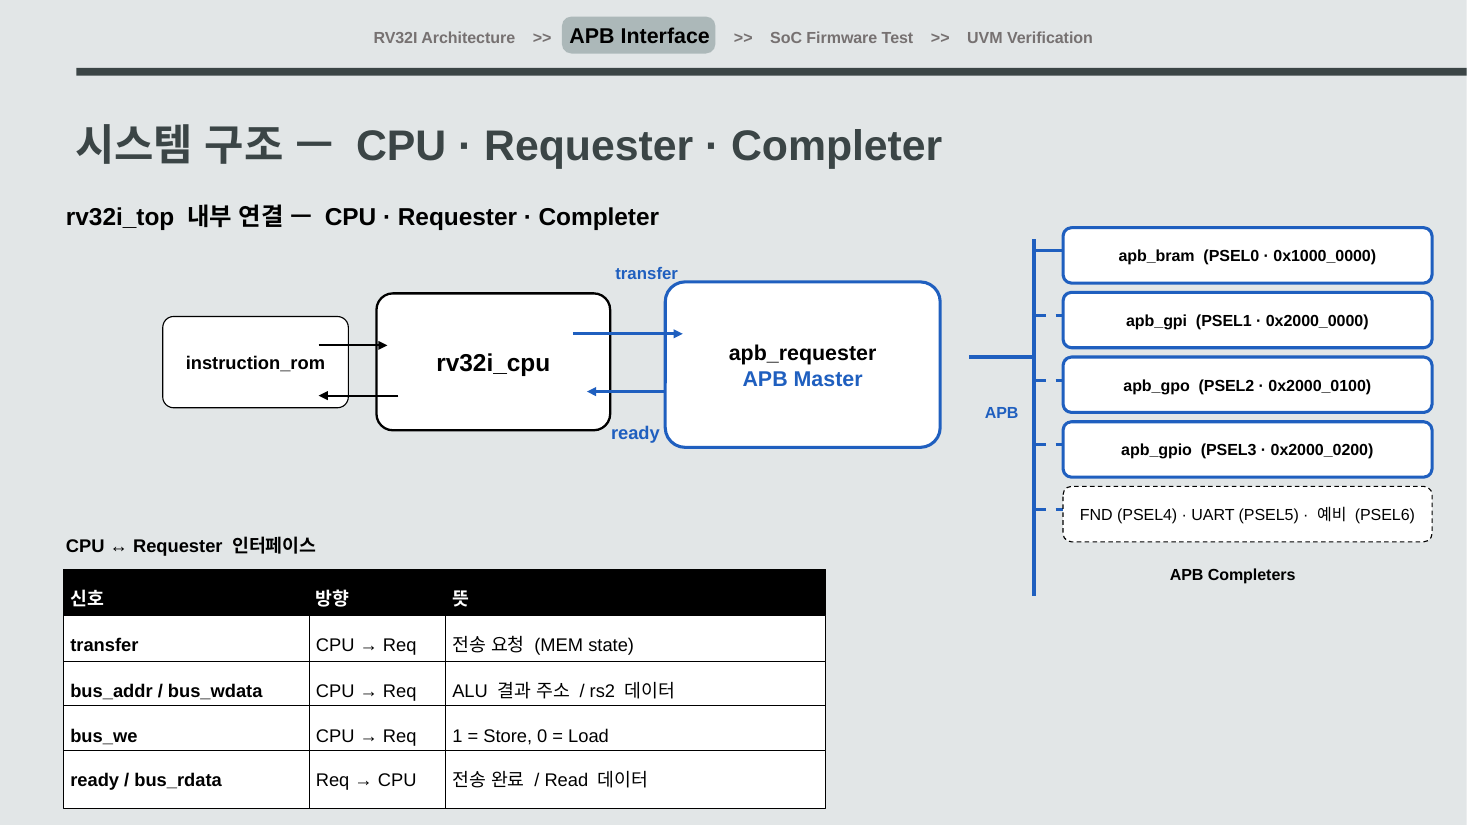 RV32I Architecture >> APB Interface >> SoC Firmware Test >> UVM Verification
시스템 구조 — CPU · Requester · Completer
rv32i_top 내부 연결 — CPU · Requester · Completer
transfer
instruction_rom
rv32i_cpu
apb_requester
APB Master
ready
APB
apb_bram (PSEL0 · 0x1000_0000)
apb_gpi (PSEL1 · 0x2000_0000)
apb_gpo (PSEL2 · 0x2000_0100)
apb_gpio (PSEL3 · 0x2000_0200)
FND (PSEL4) · UART (PSEL5) · 예비 (PSEL6)
APB Completers
CPU ↔ Requester 인터페이스
신호 방향 뜻
transfer CPU → Req 전송 요청 (MEM state)
bus_addr / bus_wdata CPU → Req ALU 결과 주소 / rs2 데이터
bus_we CPU → Req 1 = Store, 0 = Load
ready / bus_rdata Req → CPU 전송 완료 / Read 데이터